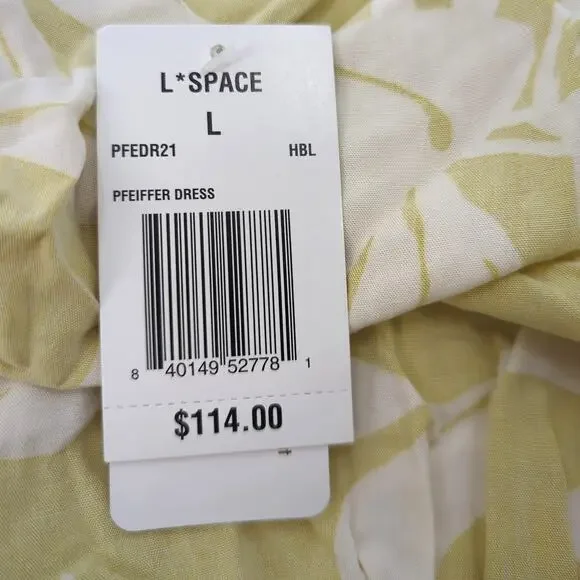 L*SPACE
L
PFEDR21 HBL
PFEIFFER DRESS
8 40149 52778 1
$114.00